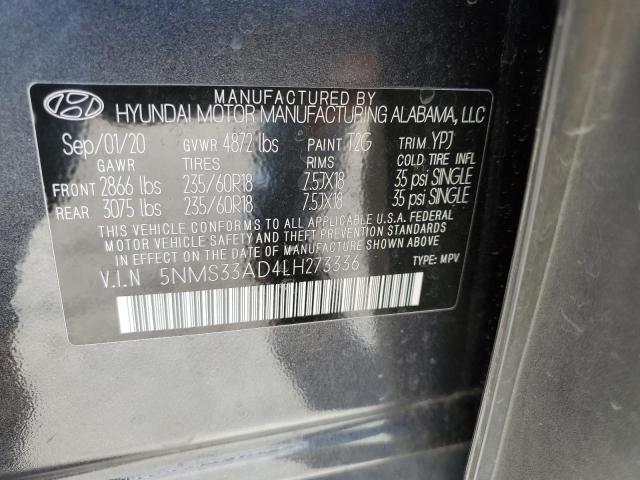 MANUFACTURED BY
HYUNDAI MOTOR MANUFACTURING ALABAMA, LLC
Sep/01/20 GVWR 4872 lbs PAINT T2G TRIM YPJ
GAWR TIRES RIMS COLD TIRE INFL
FRONT 2866 lbs 235/60R18 7.5JX18 35 psi SINGLE
REAR 3075 lbs 235/60R18 7.5JX18 35 psi SINGLE
THIS VEHICLE CONFORMS TO ALL APPLICABLE U.S.A. FEDERAL
MOTOR VEHICLE SAFETY STANDARDS IN EFFECT ON THE
DATE OF MANUFACTURE SHOWN ABOVE.
V.I.N 5NMS33AD4LH273336 TYPE: MPV